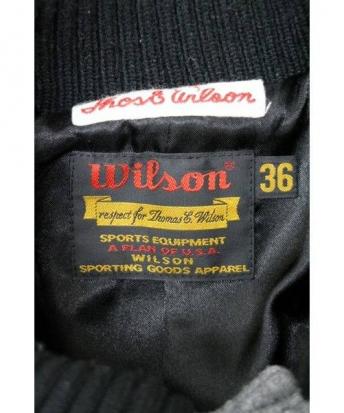 Thos E Wilson
Wilson
36
respect for Thomas E. Wilson
SPORTS EQUIPMENT
A PLAN OF U.S.A.
WILSON
SPORTING GOODS APPAREL